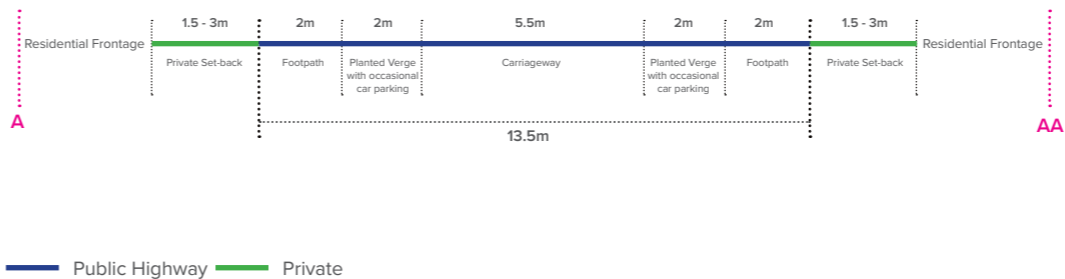 1.5 - 3m 2m 2m 5.5m 2m 2m 1.5 - 3m
Residential Frontage Residential Frontage
Private Set-back Footpath Planted Verge Carriageway Planted Verge Footpath Private Set-back
with occasional with occasional
car parking car parking
A AA
13.5m
Public Highway Private